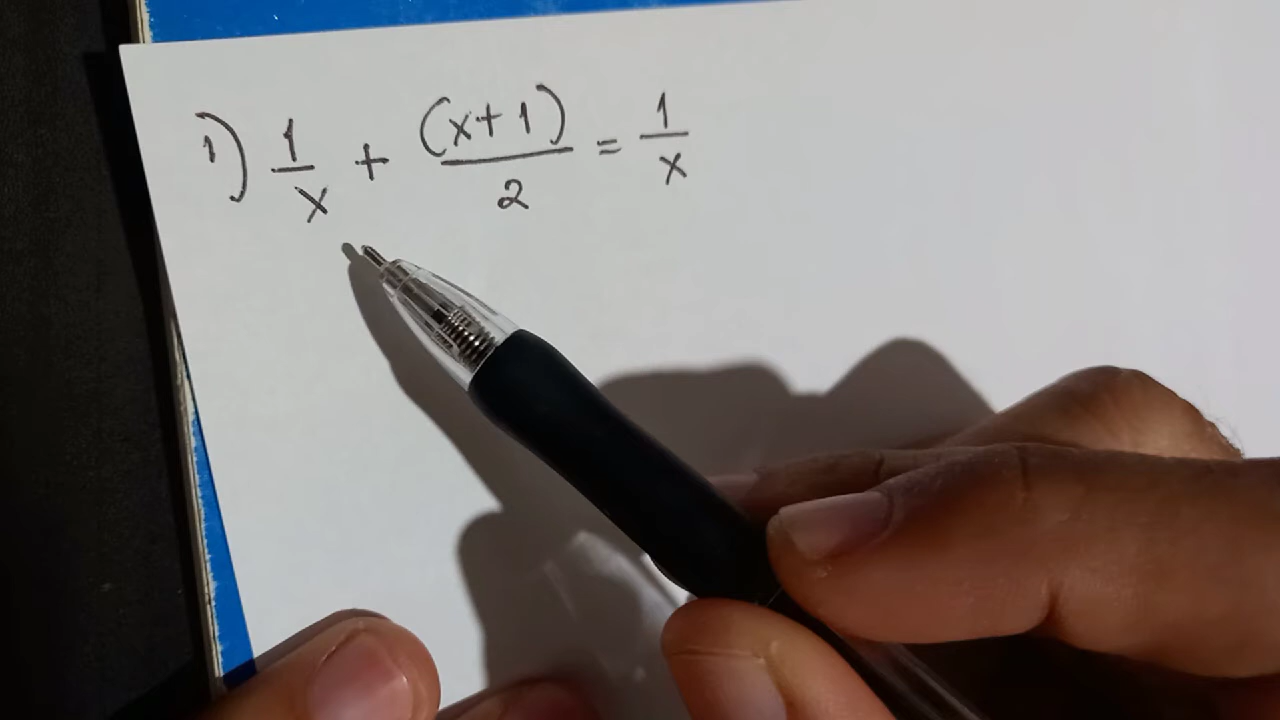 1) 1/x + (x+1)/2 = 1/x